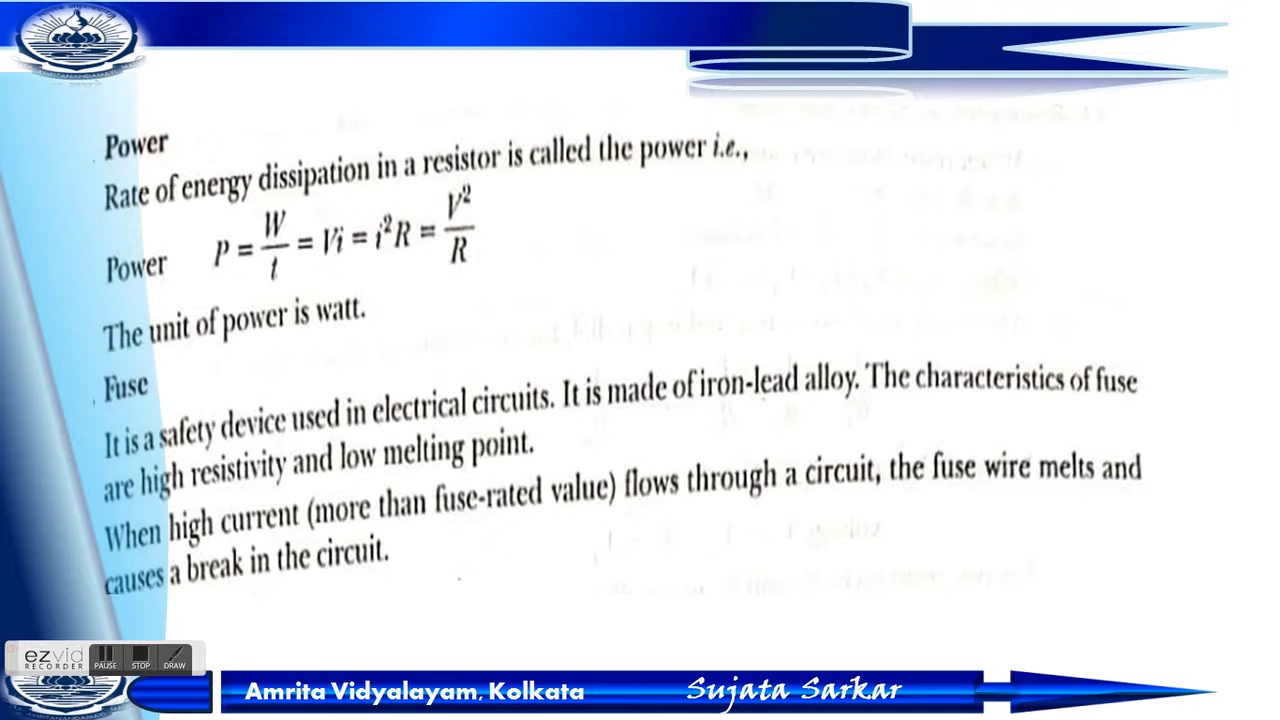 Power
Rate of energy dissipation in a resistor is called the power i.e.,
Power P = W/t = Vi = i²R = V²/R
The unit of power is watt.
Fuse
It is a safety device used in electrical circuits. It is made of iron-lead alloy. The characteristics of fuse
are high resistivity and low melting point.
When high current (more than fuse-rated value) flows through a circuit, the fuse wire melts and
causes a break in the circuit.
ezvid
RECORDER
PAUSE STOP DRAW
Amrita Vidyalayam, Kolkata Sujata Sarkar